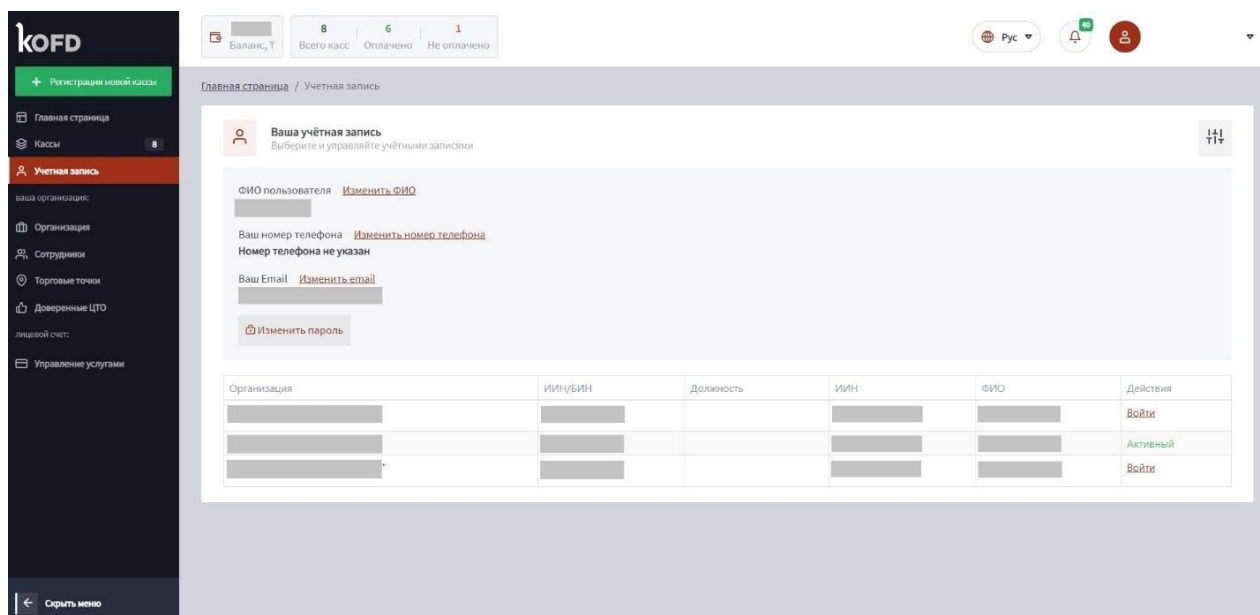 kOFD
Баланс, ₸
8 6 1
Всего касс Оплачено Не оплачено
Рус
40
+ Регистрация новой кассы
Главная страница / Учетная запись
Главная страница
Кассы 8
Учетная запись
ваша организация:
Организация
Сотрудники
Торговые точки
Доверенные ЦТО
лицевой счет:
Управление услугами
Скрыть меню
Ваша учётная запись
Выберите и управляйте учётными записями
ФИО пользователя Изменить ФИО
Ваш номер телефона Изменить номер телефона
Номер телефона не указан
Ваш Email Изменить email
Изменить пароль
Организация ИИН/БИН Должность ИИН ФИО Действия
Войти
Активный
Войти